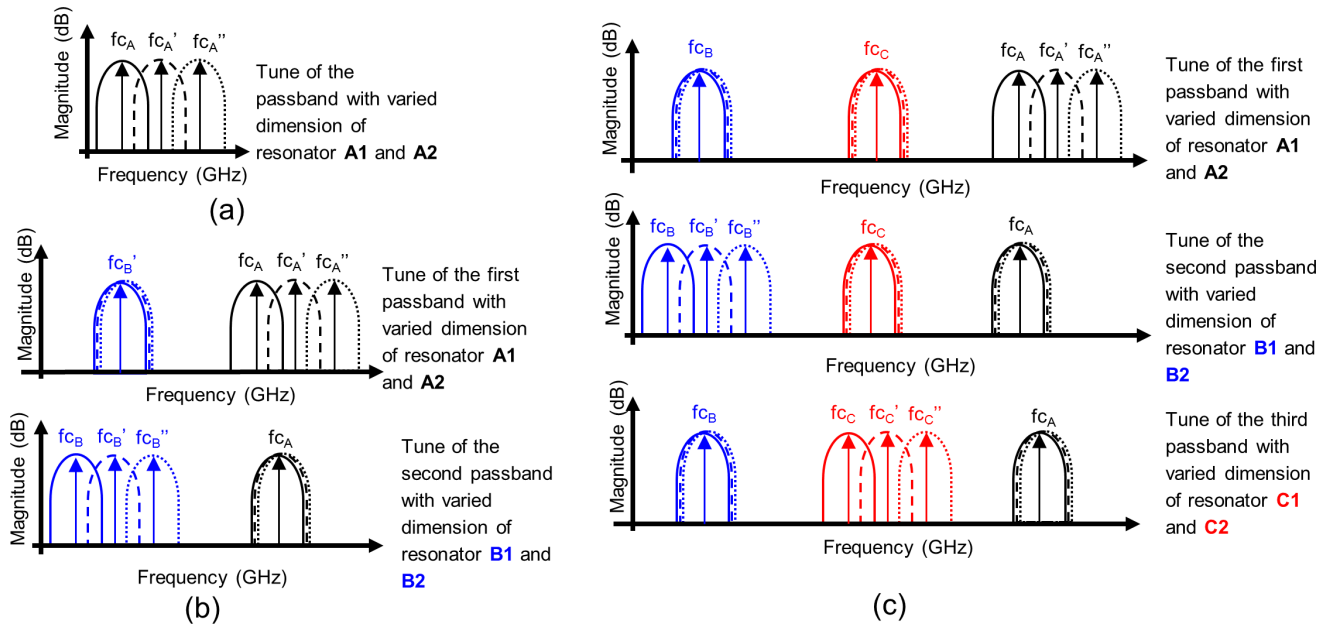 Magnitude (dB)
fcA fcA' fcA''
Tune of the
passband with varied
dimension of
resonator A1 and A2
Frequency (GHz)
(a)
Magnitude (dB)
fcB'
fcA fcA' fcA''
Tune of the first
passband with
varied dimension
of resonator A1
and A2
Frequency (GHz)
Magnitude (dB)
fcB fcB' fcB''
fcA
Tune of the
second passband
with varied
dimension of
resonator B1 and
B2
Frequency (GHz)
(b)
Magnitude (dB)
fcB
fcC
fcA fcA' fcA''
Tune of the first
passband with
varied dimension
of resonator A1
and A2
Frequency (GHz)
Magnitude (dB)
fcB fcB' fcB''
fcC
fcA
Tune of the
second passband
with varied
dimension of
resonator B1 and
B2
Frequency (GHz)
Magnitude (dB)
fcB
fcC fcC' fcC''
fcA
Tune of the third
passband with
varied dimension
of resonator C1
and C2
Frequency (GHz)
(c)